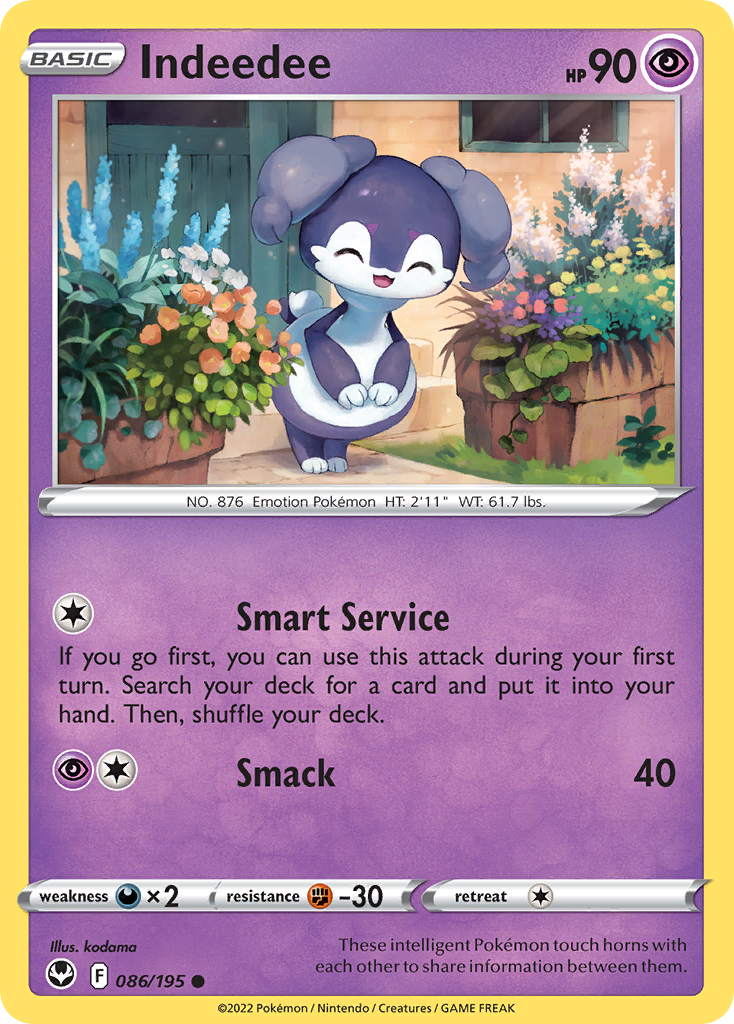 BASIC Indeedee HP 90
NO. 876 Emotion Pokémon HT: 2'11" WT: 61.7 lbs.
Smart Service
If you go first, you can use this attack during your first
turn. Search your deck for a card and put it into your
hand. Then, shuffle your deck.
Smack 40
weakness ×2 resistance -30 retreat
Illus. kodama
These intelligent Pokémon touch horns with
each other to share information between them.
F 086/195
©2022 Pokémon / Nintendo / Creatures / GAME FREAK